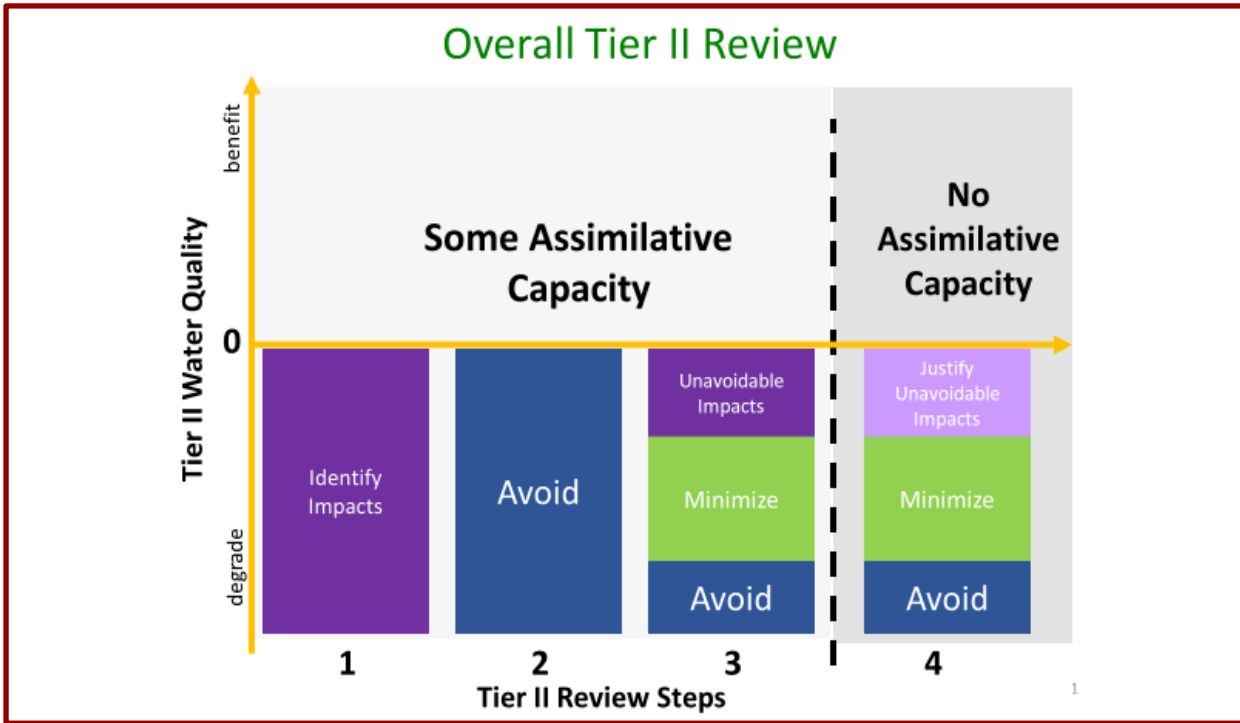 Overall Tier II Review
benefit
Tier II Water Quality
0
degrade
Some Assimilative
Capacity
No
Assimilative
Capacity
Identify
Impacts
Avoid
Unavoidable
Impacts
Minimize
Avoid
Justify
Unavoidable
Impacts
Minimize
Avoid
1
2
3
4
Tier II Review Steps
1